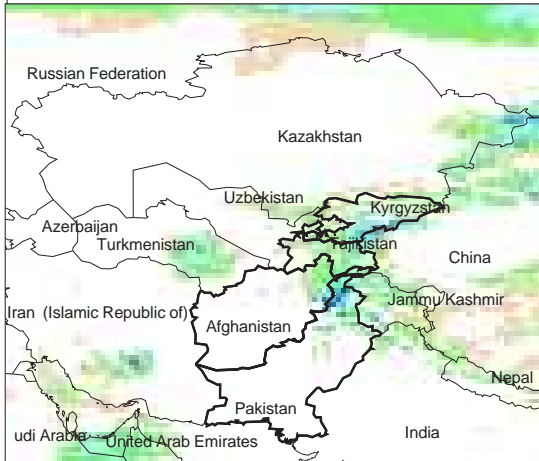 Russian Federation
Kazakhstan
Uzbekistan
Kyrgyzstan
Azerbaijan
Turkmenistan
Tajikistan
China
Jammu Kashmir
Iran (Islamic Republic of)
Afghanistan
Nepal
Pakistan
udi Arabia
United Arab Emirates
India